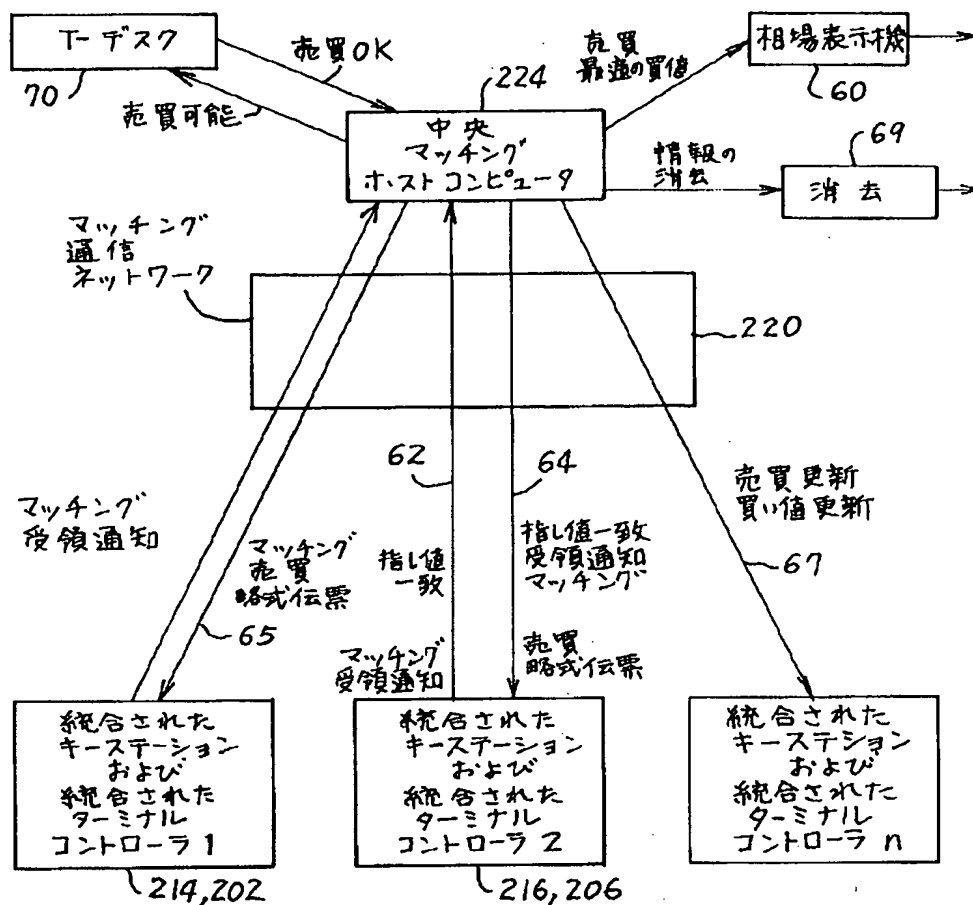 T-デスク
70
売買OK
売買可能
224
中央
マッチング
ホストコンピュータ
売買
最適の買値
相場表示機
60
情報の
消去
69
消去
マッチング
通信
ネットワーク
220
マッチング
受領通知
マッチング
売買
略式伝票
65
62
指し値
一致
マッチング
受領通知
64
指し値一致
受領通知
マッチング
売買
略式伝票
売買更新
買い値更新
67
統合された
キーステーション
および
統合された
ターミナル
コントローラ1
214,202
統合された
キーステーション
および
統合された
ターミナル
コントローラ2
216,206
統合された
キーステション
および
統合された
ターミナル
コントローラn